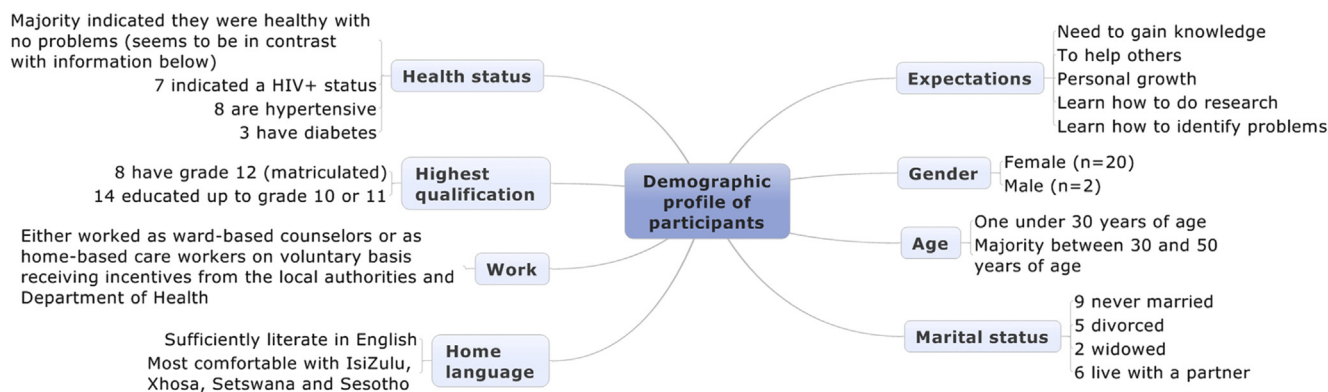 Majority indicated they were healthy with
no problems (seems to be in contrast
with information below)
7 indicated a HIV+ status
8 are hypertensive
3 have diabetes
Health status
8 have grade 12 (matriculated)
14 educated up to grade 10 or 11
Highest
qualification
Either worked as ward-based counselors or as
home-based care workers on voluntary basis
receiving incentives from the local authorities and
Department of Health
Work
Sufficiently literate in English
Most comfortable with IsiZulu,
Xhosa, Setswana and Sesotho
Home
language
Demographic
profile of
participants
Expectations
Need to gain knowledge
To help others
Personal growth
Learn how to do research
Learn how to identify problems
Gender
Female (n=20)
Male (n=2)
Age
One under 30 years of age
Majority between 30 and 50
years of age
Marital status
9 never married
5 divorced
2 widowed
6 live with a partner